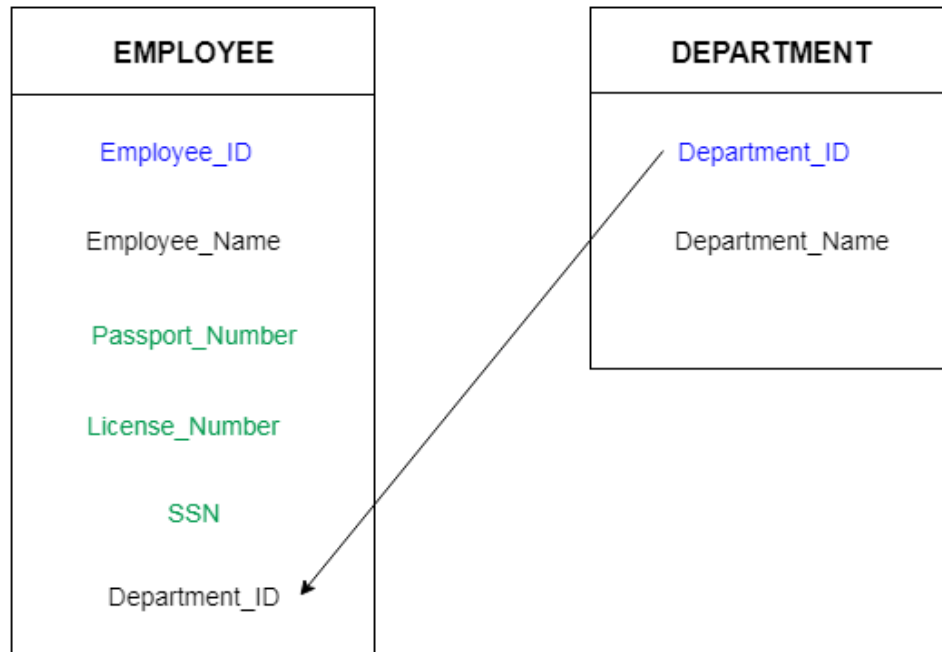 EMPLOYEE
Employee_ID
Employee_Name
Passport_Number
License_Number
SSN
Department_ID
DEPARTMENT
Department_ID
Department_Name